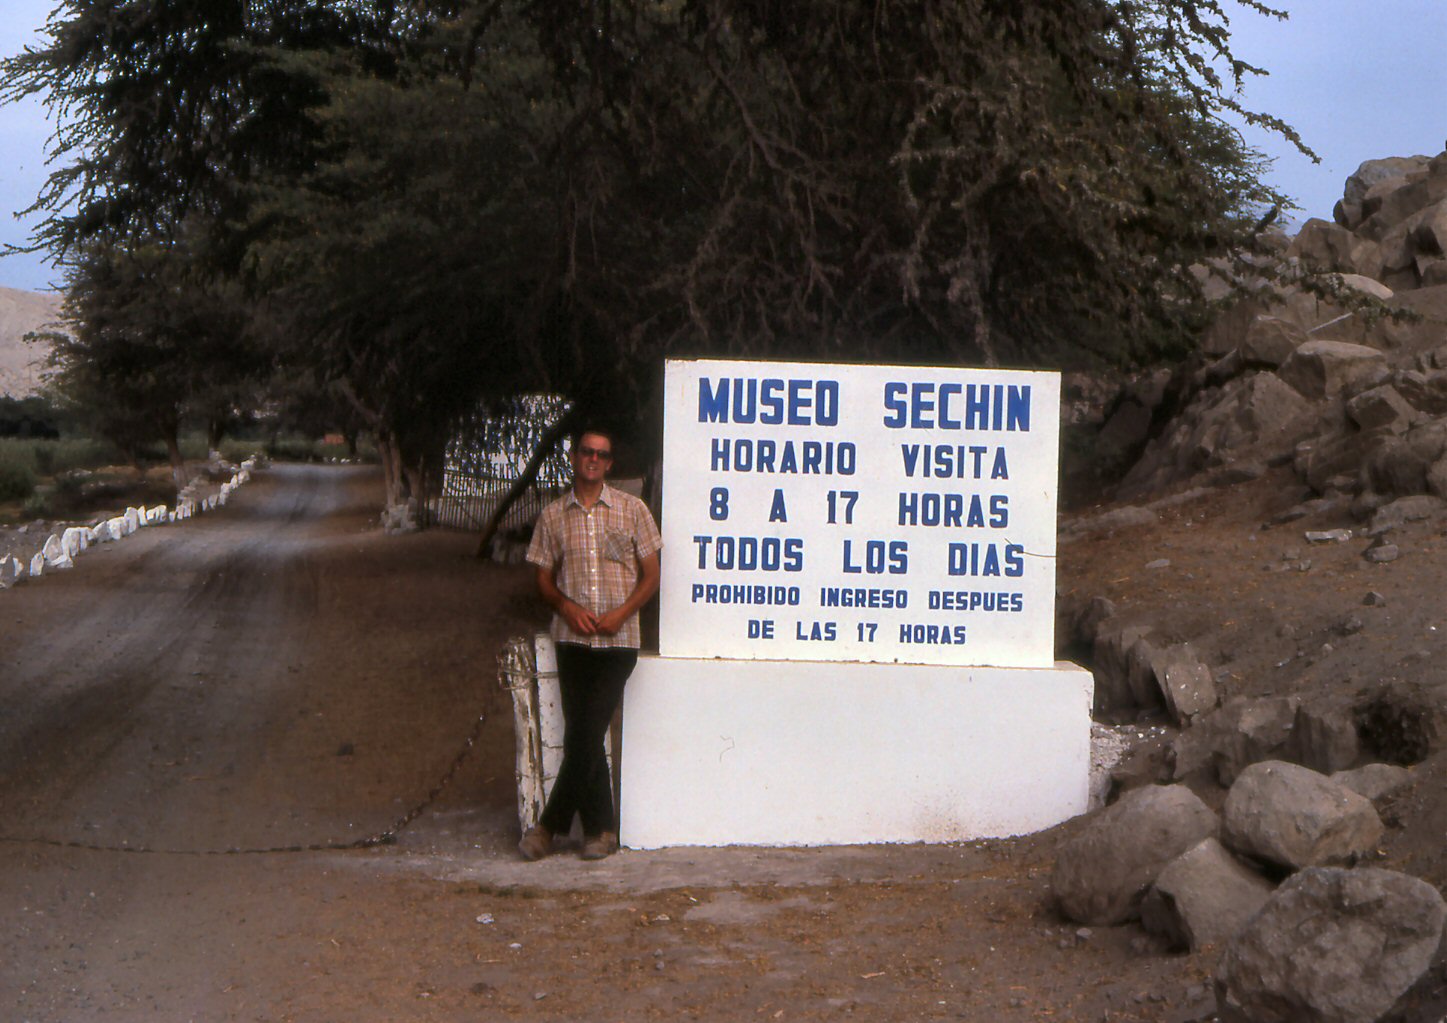 MUSEO SECHIN
HORARIO VISITA
8 A 17 HORAS
TODOS LOS DIAS
PROHIBIDO INGRESO DESPUES
DE LAS 17 HORAS